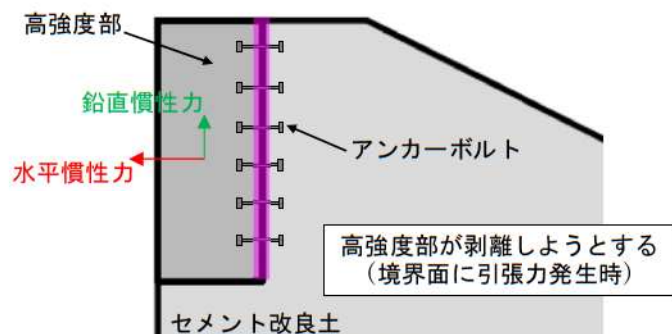 高強度部
鉛直慣性力
水平慣性力
アンカーボルト
高強度部が剥離しようとする
（境界面に引張力発生時）
セメント改良土